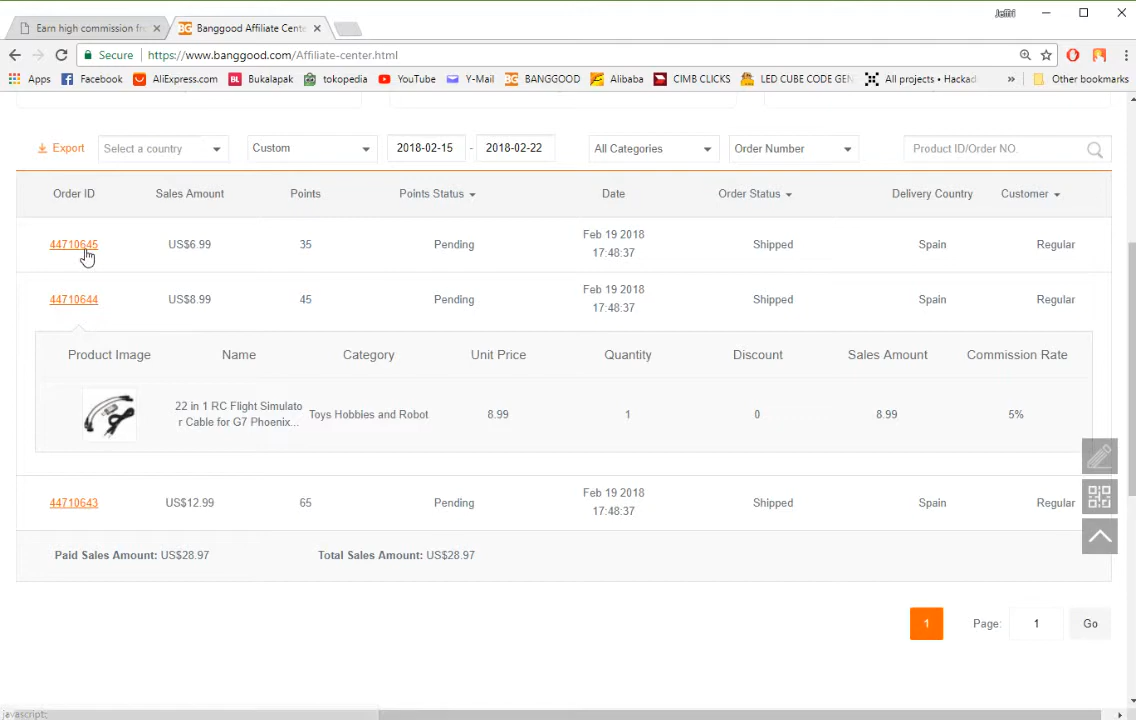 Jeffri
Earn high commission fr
Banggood Affiliate Cente
Secure https://www.banggood.com/Affiliate-center.html
Apps Facebook AliExpress.com Bukalapak tokopedia YouTube Y-Mail BANGGOOD Alibaba CIMB CLICKS LED CUBE CODE GEN All projects - Hackad » Other bookmarks
Export Select a country Custom 2018-02-15 - 2018-02-22 All Categories Order Number Product ID/Order NO.
Order ID Sales Amount Points Points Status Date Order Status Delivery Country Customer
44710645 US$6.99 35 Pending Feb 19 2018 Shipped Spain Regular
17:48:37
44710644 US$8.99 45 Pending Feb 19 2018 Shipped Spain Regular
17:48:37
Product Image Name Category Unit Price Quantity Discount Sales Amount Commission Rate
22 in 1 RC Flight Simulato Toys Hobbies and Robot 8.99 1 0 8.99 5%
r Cable for G7 Phoenix...
44710643 US$12.99 65 Pending Feb 19 2018 Shipped Spain Regular
17:48:37
Paid Sales Amount: US$28.97 Total Sales Amount: US$28.97
1 Page: 1 Go
javascript: